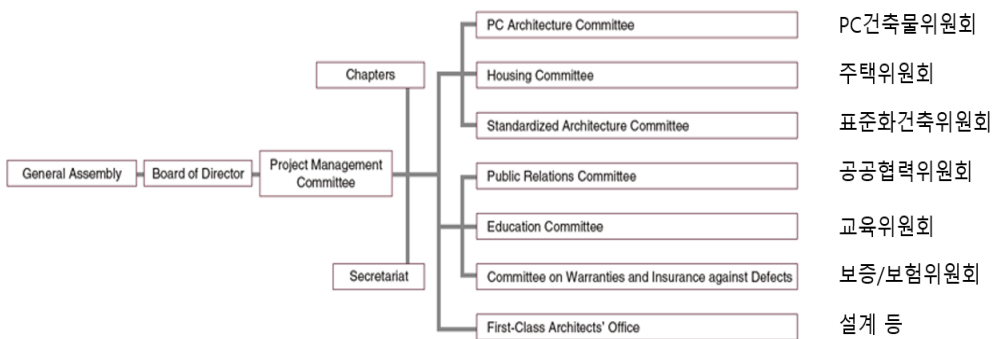 PC Architecture Committee
PC건축물위원회
Chapters
Housing Committee
주택위원회
Standardized Architecture Committee
표준화건축위원회
General Assembly
Board of Director
Project Management
Committee
Public Relations Committee
공공협력위원회
Education Committee
교육위원회
Secretariat
Committee on Warranties and Insurance against Defects
보증/보험위원회
First-Class Architects' Office
설계 등